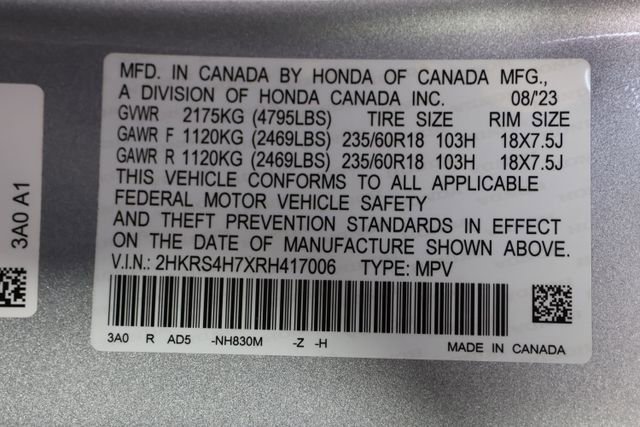 MFD. IN CANADA BY HONDA OF CANADA MFG.,
A DIVISION OF HONDA CANADA INC. 08/'23
GVWR 2175KG (4795LBS) TIRE SIZE RIM SIZE
GAWR F 1120KG (2469LBS) 235/60R18 103H 18X7.5J
GAWR R 1120KG (2469LBS) 235/60R18 103H 18X7.5J
THIS VEHICLE CONFORMS TO ALL APPLICABLE
FEDERAL MOTOR VEHICLE SAFETY
AND THEFT PREVENTION STANDARDS IN EFFECT
ON THE DATE OF MANUFACTURE SHOWN ABOVE.
V.I.N.: 2HKRS4H7XRH417006 TYPE: MPV
3A0 R AD5 -NH830M -Z -H MADE IN CANADA
3A0 A1